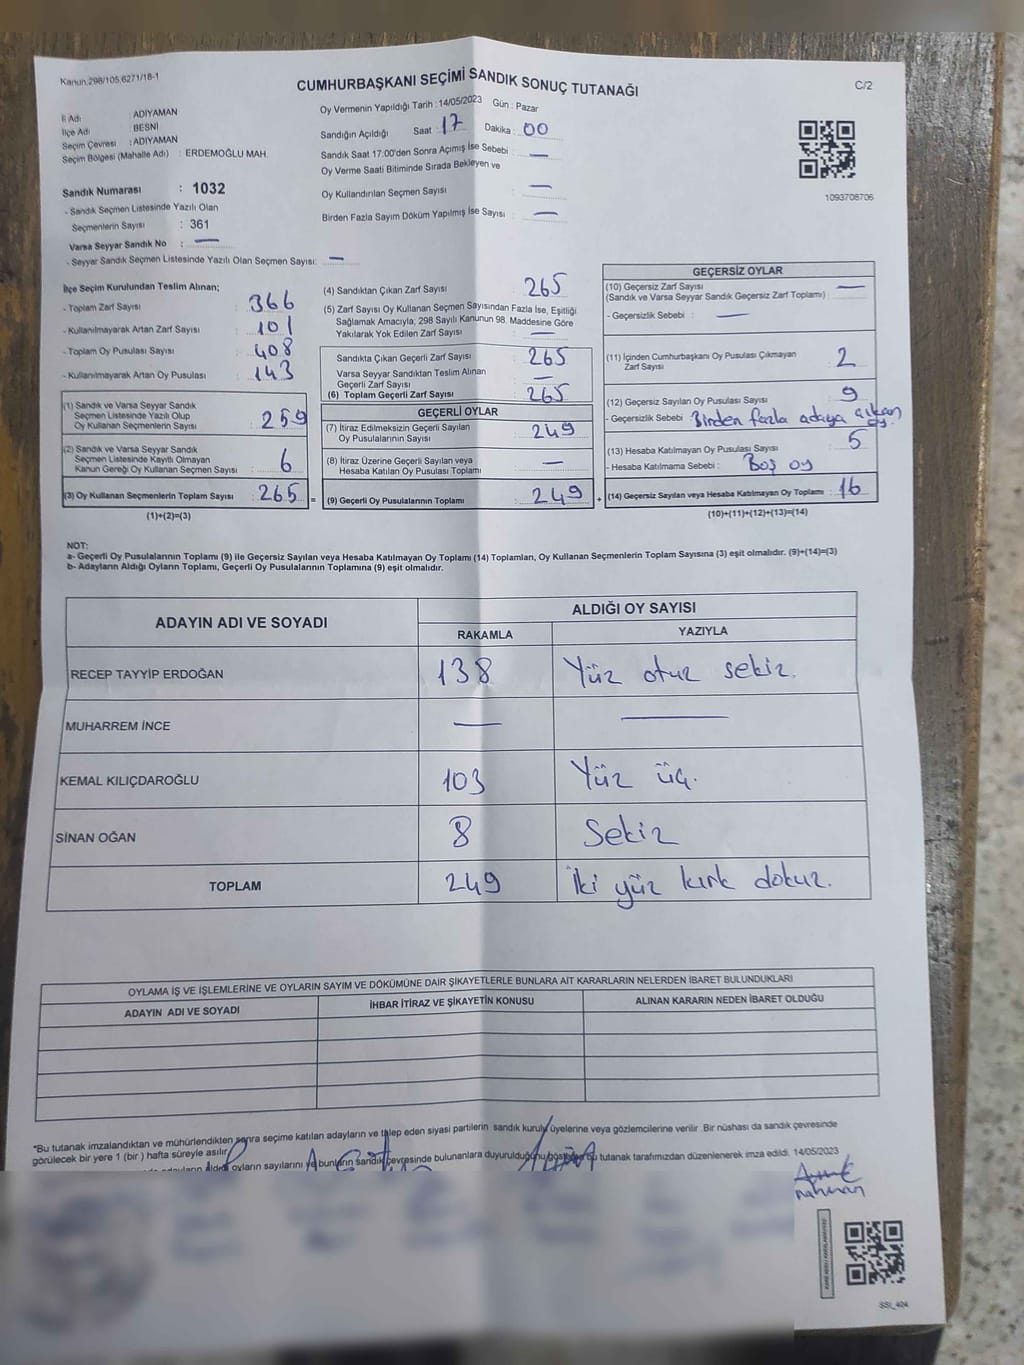 Kanun:298/105,6271/18-1
CUMHURBAŞKANI SEÇİMİ SANDIK SONUÇ TUTANAĞI
C/2
İl Adı : ADIYAMAN
İlçe Adı : BESNİ
Seçim Çevresi : ADIYAMAN
Seçim Bölgesi (Mahalle Adı) : ERDEMOĞLU MAH.
Sandık Numarası : 1032
- Sandık Seçmen Listesinde Yazılı Olan
Seçmenlerin Sayısı : 361
Varsa Seyyar Sandık No : —
- Seyyar Sandık Seçmen Listesinde Yazılı Olan Seçmen Sayısı: —
Oy Vermenin Yapıldığı Tarih : 14/05/2023 Gün : Pazar
Sandığın Açıldığı Saat : 17 Dakika : 00
Sandık Saat 17:00'den Sonra Açımış İse Sebebi : —
Oy Verme Saati Bitiminde Sırada Bekleyen ve
Oy Kullandırılan Seçmen Sayısı : —
Birden Fazla Sayım Döküm Yapılmış İse Sayısı : —
1093708706
İlçe Seçim Kurulundan Teslim Alınan;
- Toplam Zarf Sayısı : 366
- Kullanılmayarak Artan Zarf Sayısı : 101
- Toplam Oy Pusulası Sayısı : 408
- Kullanılmayarak Artan Oy Pusulası : 143
(1) Sandık ve Varsa Seyyar Sandık
Seçmen Listesinde Yazılı Olup
Oy Kullanan Seçmenlerin Sayısı : 259
(2) Sandık ve Varsa Seyyar Sandık
Seçmen Listesinde Kayıtlı Olmayan
Kanun Gereği Oy Kullanan Seçmen Sayısı : 6
(3) Oy Kullanan Seçmenlerin Toplam Sayısı : 265 =
(1)+(2)=(3)
(4) Sandıktan Çıkan Zarf Sayısı : 265
(5) Zarf Sayısı Oy Kullanan Seçmen Sayısından Fazla İse, Eşitliği
Sağlamak Amacıyla; 298 Sayılı Kanunun 98. Maddesine Göre
Yakılarak Yok Edilen Zarf Sayısı : —
Sandıkta Çıkan Geçerli Zarf Sayısı : 265
Varsa Seyyar Sandıktan Teslim Alınan
Geçerli Zarf Sayısı : —
(6) Toplam Geçerli Zarf Sayısı : 265
GEÇERLİ OYLAR
(7) İtiraz Edilmeksizin Geçerli Sayılan
Oy Pusulalarının Sayısı : 249
(8) İtiraz Üzerine Geçerli Sayılan veya
Hesaba Katılan Oy Pusulası Toplamı : —
(9) Geçerli Oy Pusulalarının Toplamı : 249 +
GEÇERSİZ OYLAR
(10) Geçersiz Zarf Sayısı : —
(Sandık ve Varsa Seyyar Sandık Geçersiz Zarf Toplamı) :
- Geçersizlik Sebebi : —
(11) İçinden Cumhurbaşkanı Oy Pusulası Çıkmayan
Zarf Sayısı : 2
(12) Geçersiz Sayılan Oy Pusulası Sayısı : 9
- Geçersizlik Sebebi : Birden fazla adaya çıkan oy.
(13) Hesaba Katılmayan Oy Pusulası Sayısı : 5
- Hesaba Katılmama Sebebi : Boş oy
(14) Geçersiz Sayılan veya Hesaba Katılmayan Oy Toplamı : 16
(10)+(11)+(12)+(13)=(14)
NOT:
a- Geçerli Oy Pusulalarının Toplamı (9) ile Geçersiz Sayılan veya Hesaba Katılmayan Oy Toplamı (14) Toplamları, Oy Kullanan Seçmenlerin Toplam Sayısına (3) eşit olmalıdır. (9)+(14)=(3)
b- Adayların Aldığı Oyların Toplamı, Geçerli Oy Pusulalarının Toplamına (9) eşit olmalıdır.
ADAYIN ADI VE SOYADI ALDIĞI OY SAYISI
RAKAMLA YAZIYLA
RECEP TAYYİP ERDOĞAN 138 Yüz otuz sekiz.
MUHARREM İNCE — —
KEMAL KILIÇDAROĞLU 103 Yüz üç.
SİNAN OĞAN 8 Sekiz
TOPLAM 249 İki yüz kırk dokuz.
OYLAMA İŞ VE İŞLEMLERİNE VE OYLARIN SAYIM VE DÖKÜMÜNE DAİR ŞİKAYETLERLE BUNLARA AİT KARARLARIN NELERDEN İBARET BULUNDUKLARI
ADAYIN ADI VE SOYADI İHBAR İTİRAZ VE ŞİKAYETİN KONUSU ALINAN KARARIN NEDEN İBARET OLDUĞU
*Bu tutanak imzalandıktan ve mühürlendikten sonra seçime katılan adayların ve talep eden siyasi partilerin sandık kurulu üyelerine veya gözlemcilerine verilir. Bir nüshası da sandık çevresinde
görülecek bir yere 1 (bir) hafta süreyle asılır.
oyların sayılarını ve bunların sandık çevresinde bulunanlara duyurulduğunu bu tutanak tarafımızdan düzenlenerek imza edildi. 14/05/2023
SSI_404